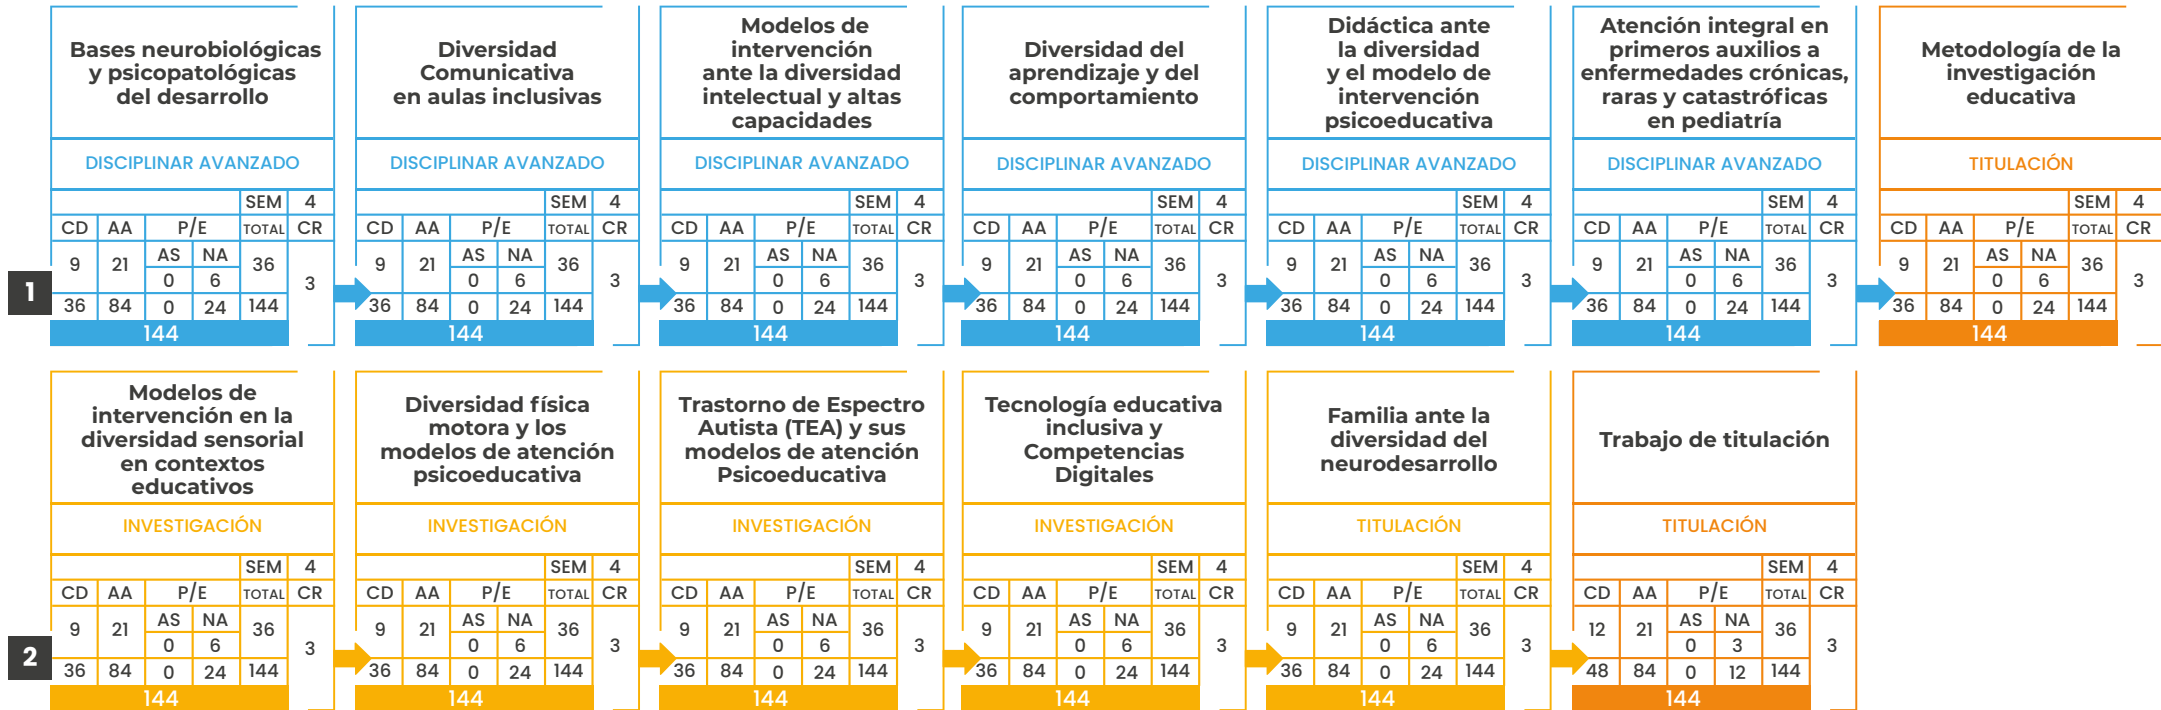 Bases neurobiológicas
y psicopatológicas
del desarrollo
DISCIPLINAR AVANZADO
SEM 4
CD AA P/E TOTAL CR
9 21 AS NA 36 3
0 6
36 84 0 24 144
144
Diversidad
Comunicativa
en aulas inclusivas
DISCIPLINAR AVANZADO
SEM 4
CD AA P/E TOTAL CR
9 21 AS NA 36 3
0 6
36 84 0 24 144
144
Modelos de
intervención
ante la diversidad
intelectual y altas
capacidades
DISCIPLINAR AVANZADO
SEM 4
CD AA P/E TOTAL CR
9 21 AS NA 36 3
0 6
36 84 0 24 144
144
Diversidad del
aprendizaje y del
comportamiento
DISCIPLINAR AVANZADO
SEM 4
CD AA P/E TOTAL CR
9 21 AS NA 36 3
0 6
36 84 0 24 144
144
Didáctica ante
la diversidad
y el modelo de
intervención
psicoeducativa
DISCIPLINAR AVANZADO
SEM 4
CD AA P/E TOTAL CR
9 21 AS NA 36 3
0 6
36 84 0 24 144
144
Atención integral en
primeros auxilios a
enfermedades crónicas,
raras y catastróficas
en pediatría
DISCIPLINAR AVANZADO
SEM 4
CD AA P/E TOTAL CR
9 21 AS NA 36 3
0 6
36 84 0 24 144
144
Metodología de la
investigación
educativa
TITULACIÓN
SEM 4
CD AA P/E TOTAL CR
9 21 AS NA 36 3
0 6
36 84 0 24 144
144
1
Modelos de
intervención en la
diversidad sensorial
en contextos
educativos
INVESTIGACIÓN
SEM 4
CD AA P/E TOTAL CR
9 21 AS NA 36 3
0 6
36 84 0 24 144
144
Diversidad física
motora y los
modelos de atención
psicoeducativa
INVESTIGACIÓN
SEM 4
CD AA P/E TOTAL CR
9 21 AS NA 36 3
0 6
36 84 0 24 144
144
Trastorno de Espectro
Autista (TEA) y sus
modelos de atención
Psicoeducativa
INVESTIGACIÓN
SEM 4
CD AA P/E TOTAL CR
9 21 AS NA 36 3
0 6
36 84 0 24 144
144
Tecnología educativa
inclusiva y
Competencias
Digitales
INVESTIGACIÓN
SEM 4
CD AA P/E TOTAL CR
9 21 AS NA 36 3
0 6
36 84 0 24 144
144
Familia ante la
diversidad del
neurodesarrollo
TITULACIÓN
SEM 4
CD AA P/E TOTAL CR
9 21 AS NA 36 3
0 6
36 84 0 24 144
144
Trabajo de titulación
TITULACIÓN
SEM 4
CD AA P/E TOTAL CR
12 21 AS NA 36 3
0 3
48 84 0 12 144
144
2